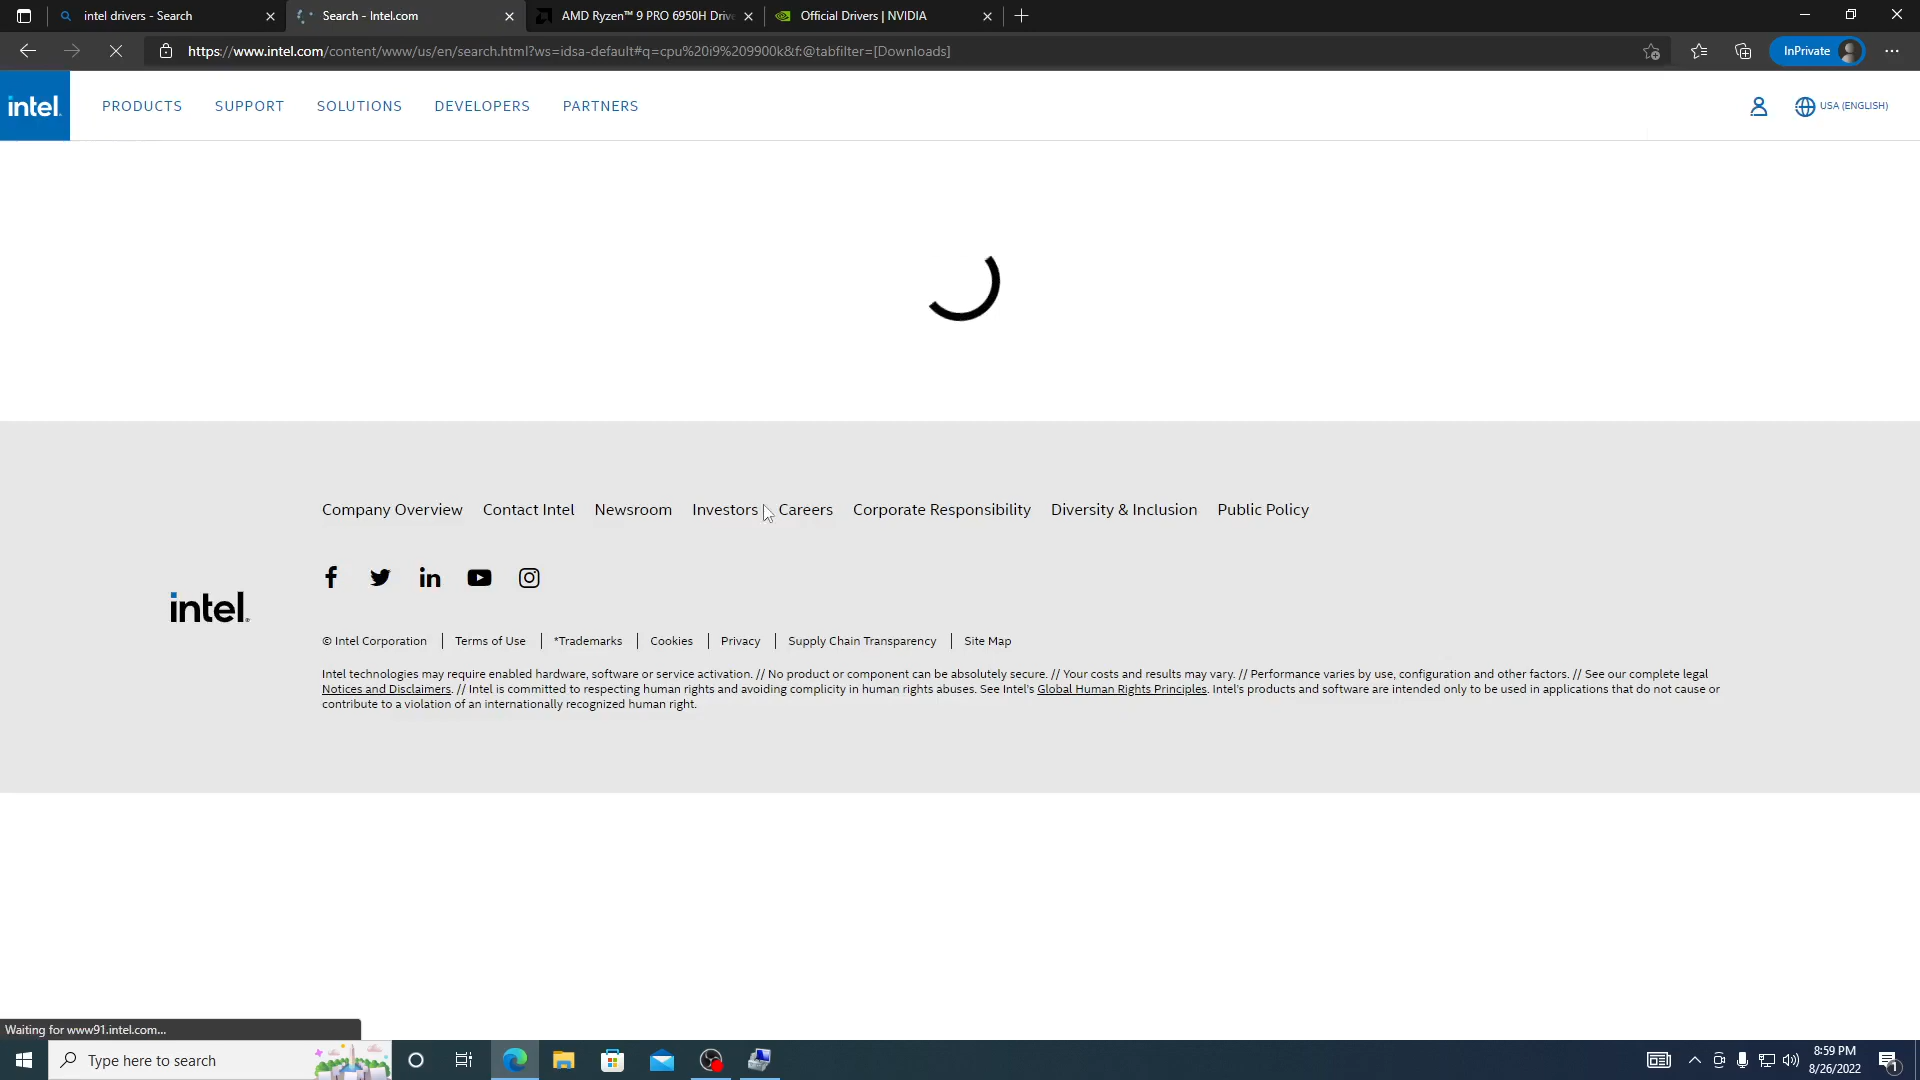 intel drivers - Search
Search - Intel.com
AMD Ryzen™ 9 PRO 6950H Drive
Official Drivers | NVIDIA
https://www.intel.com/content/www/us/en/search.html?ws=idsa-default#q=cpu%20i9%209900k&f:@tabfilter=[Downloads]
InPrivate
intel.
PRODUCTS
SUPPORT
SOLUTIONS
DEVELOPERS
PARTNERS
USA (ENGLISH)
Company Overview
Contact Intel
Newsroom
Investors
Careers
Corporate Responsibility
Diversity & Inclusion
Public Policy
intel.
© Intel Corporation
Terms of Use
*Trademarks
Cookies
Privacy
Supply Chain Transparency
Site Map
Intel technologies may require enabled hardware, software or service activation. // No product or component can be absolutely secure. // Your costs and results may vary. // Performance varies by use, configuration and other factors. // See our complete legal
Notices and Disclaimers. // Intel is committed to respecting human rights and avoiding complicity in human rights abuses. See Intel's Global Human Rights Principles. Intel's products and software are intended only to be used in applications that do not cause or
contribute to a violation of an internationally recognized human right.
Waiting for www91.intel.com...
Type here to search
8:59 PM
8/26/2022
1